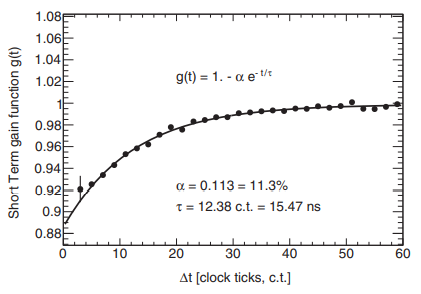 1.08
1.06
1.04
1.02
1
0.98
0.96
0.94
0.92
0.9
0.88
Short Term gain function g(t)
g(t) = 1. - α e^-t/τ
α = 0.113 = 11.3%
τ = 12.38 c.t. = 15.47 ns
0 10 20 30 40 50 60
Δt [clock ticks, c.t.]